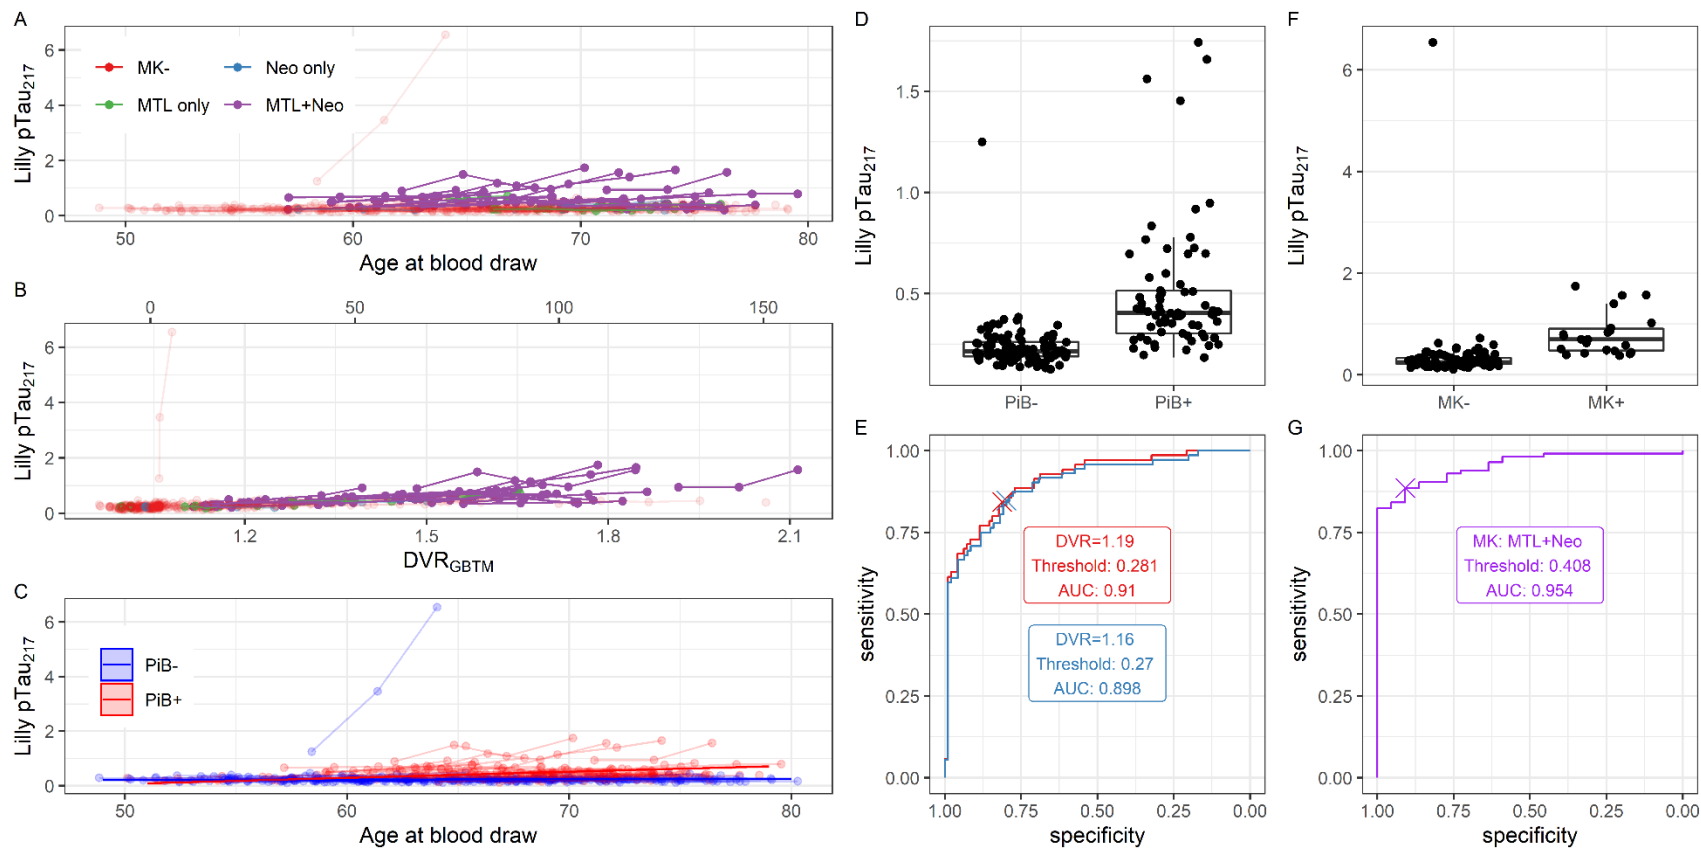 A
Lilly pTau217
6
4
2
0
MK-
Neo only
MTL only
MTL+Neo
50
60
70
80
Age at blood draw
B
0
50
100
150
Lilly pTau217
6
4
2
0
1.2
1.5
1.8
2.1
DVRGBTM
C
Lilly pTau217
6
4
2
0
PiB-
PiB+
50
60
70
80
Age at blood draw
D
Lilly pTau217
1.5
1.0
0.5
PiB-
PiB+
E
sensitivity
1.00
0.75
0.50
0.25
0.00
DVR=1.19
Threshold: 0.281
AUC: 0.91
DVR=1.16
Threshold: 0.27
AUC: 0.898
1.00
0.75
0.50
0.25
0.00
specificity
F
Lilly pTau217
6
4
2
0
MK-
MK+
G
sensitivity
1.00
0.75
0.50
0.25
0.00
MK: MTL+Neo
Threshold: 0.408
AUC: 0.954
1.00
0.75
0.50
0.25
0.00
specificity